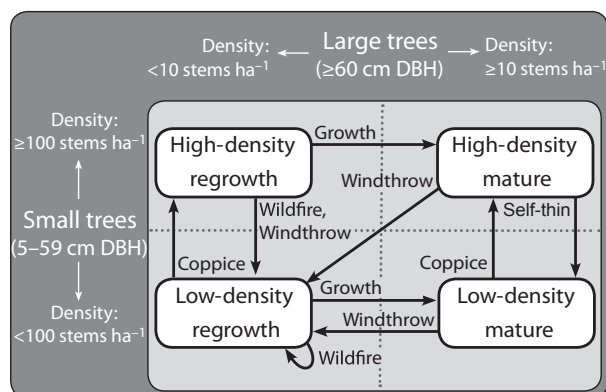 Density:
<10 stems ha⁻¹
Large trees
(≥60 cm DBH)
Density:
≥10 stems ha⁻¹
Density:
≥100 stems ha⁻¹
Small trees
(5–59 cm DBH)
Density:
<100 stems ha⁻¹
High-density
regrowth
Growth
High-density
mature
Windthrow
Wildfire,
Windthrow
Self-thin
Coppice
Coppice
Low-density
regrowth
Growth
Windthrow
Low-density
mature
Wildfire